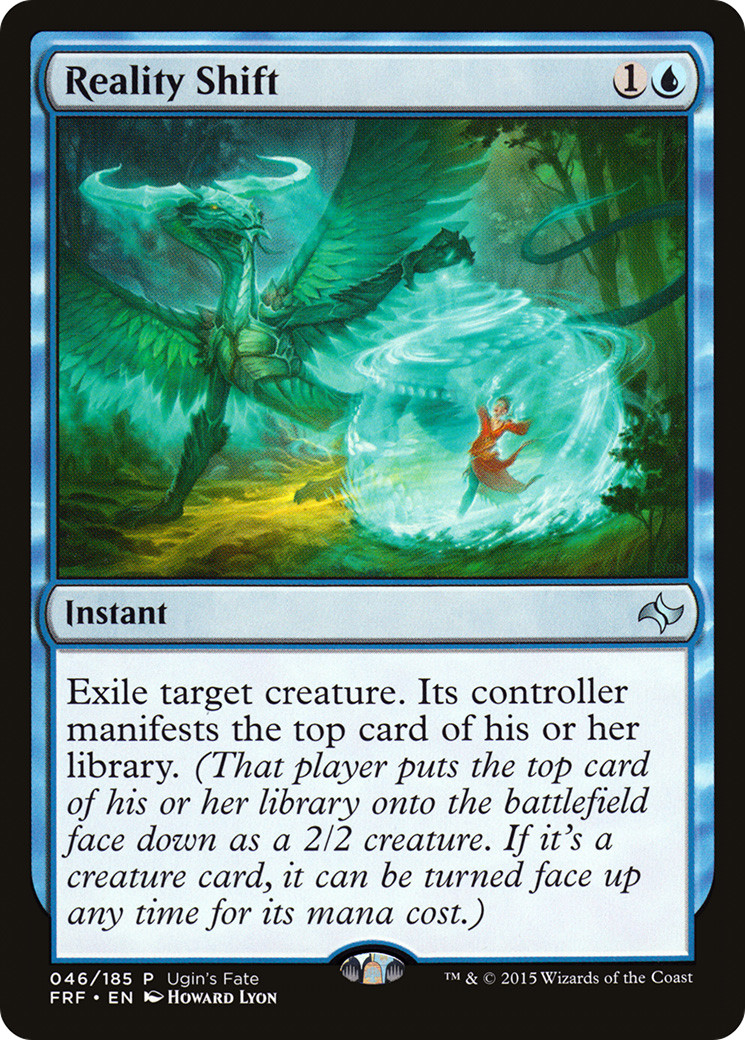 Reality Shift 1
Instant
Exile target creature. Its controller
manifests the top card of his or her
library. (That player puts the top card
of his or her library onto the battlefield
face down as a 2/2 creature. If it's a
creature card, it can be turned face up
any time for its mana cost.)
046/185 P Ugin's Fate
FRF • EN Howard Lyon
™ & © 2015 Wizards of the Coast